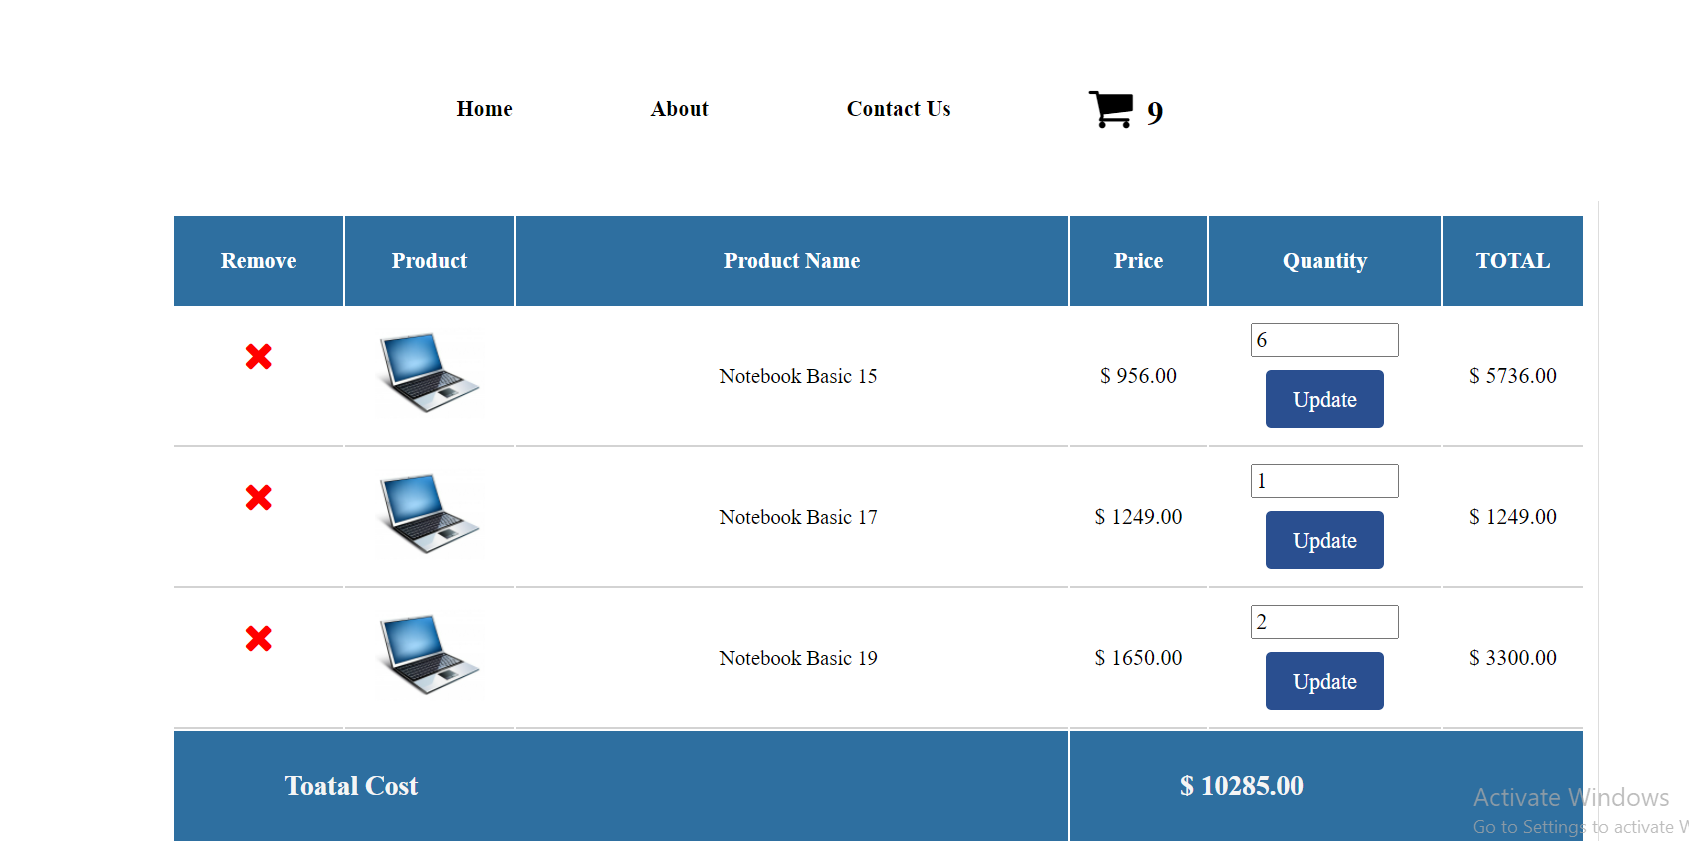 Home About Contact Us 9
Remove Product Product Name Price Quantity TOTAL
Notebook Basic 15 $ 956.00 6 Update $ 5736.00
Notebook Basic 17 $ 1249.00 1 Update $ 1249.00
Notebook Basic 19 $ 1650.00 2 Update $ 3300.00
Toatal Cost $ 10285.00
Activate Windows
Go to Settings to activate W